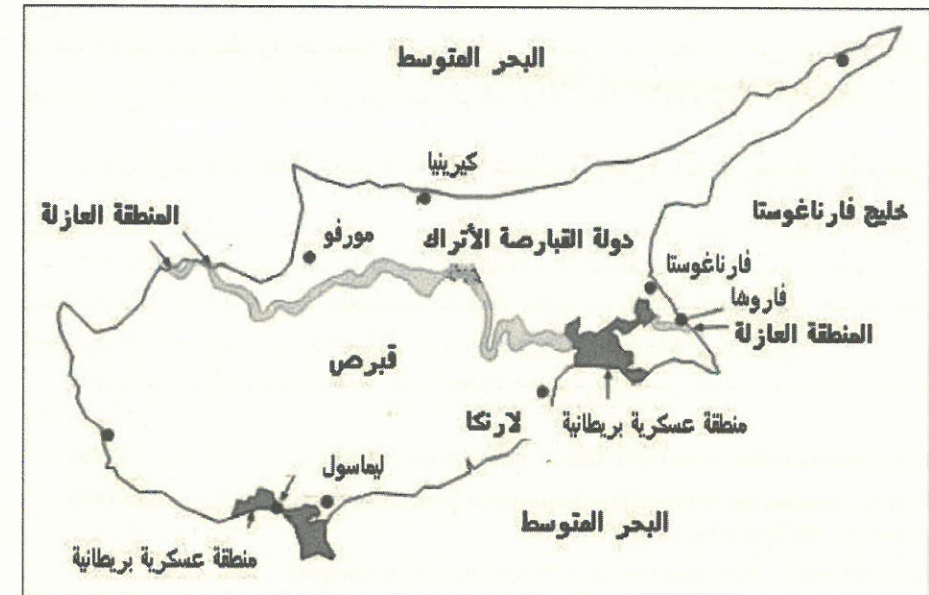 البحر المتوسط
كيرينيا
خليج فارناغوستا
المنطقة العازلة
مورفو
دولة القبارصة الأتراك
فارناغوستا
فاروشا
المنطقة العازلة
قبرص
لارنكا
منطقة عسكرية بريطانية
ليماسول
البحر المتوسط
منطقة عسكرية بريطانية